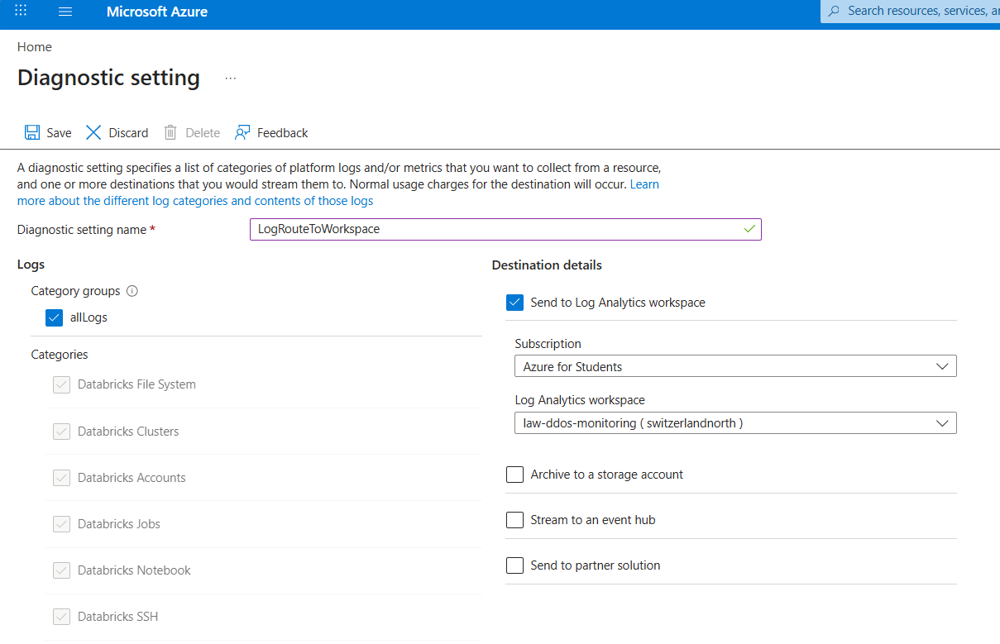 Microsoft Azure
Search resources, services, a
Home
Diagnostic setting
...
Save
Discard
Delete
Feedback
A diagnostic setting specifies a list of categories of platform logs and/or metrics that you want to collect from a resource,
and one or more destinations that you would stream them to. Normal usage charges for the destination will occur. Learn
more about the different log categories and contents of those logs
Diagnostic setting name *
LogRouteToWorkspace
Logs
Category groups
allLogs
Categories
Databricks File System
Databricks Clusters
Databricks Accounts
Databricks Jobs
Databricks Notebook
Databricks SSH
Destination details
Send to Log Analytics workspace
Subscription
Azure for Students
Log Analytics workspace
law-ddos-monitoring ( switzerlandnorth )
Archive to a storage account
Stream to an event hub
Send to partner solution